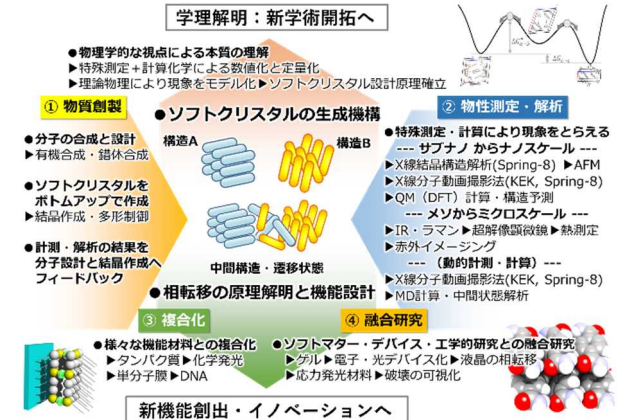 学理解明：新学術開拓へ
●物理学的な視点による本質の理解
▶特殊測定＋計算化学による数値化と定量化
▶理論物理により現象をモデル化▶ソフトクリスタル設計原理確立
① 物質創製
●分子の合成と設計
▶有機合成・錯体合成
●ソフトクリスタルを
ボトムアップで作成
▶結晶作成・多形制御
●計測・解析の結果を
分子設計と結晶作成へ
フィードバック
●ソフトクリスタルの生成機構
構造A
構造B
中間構造・遷移状態
●相転移の原理解明と機能設計
② 物性測定・解析
●特殊測定・計算により現象をとらえる
--- サブナノ からナノスケール ---
▶X線結晶構造解析(Spring-8) ▶AFM
▶X線分子動画撮影法(KEK, Spring-8)
▶QM（DFT）計算・構造予測
--- メソからミクロスケール ---
▶IR・ラマン▶超解像顕微鏡▶熱測定
▶赤外イメージング
--- （動的計測・計算）---
▶X線分子動画撮影法(KEK, Spring-8)
▶MD計算・中間状態解析
③ 複合化
●様々な機能材料との複合化
▶タンパク質▶化学発光
▶単分子膜▶DNA
④ 融合研究
●ソフトマター・デバイス・工学的研究との融合研究
▶ゲル▶電子・光デバイス化▶液晶の相転移
▶応力発光材料▶破壊の可視化
新機能創出・イノベーションへ